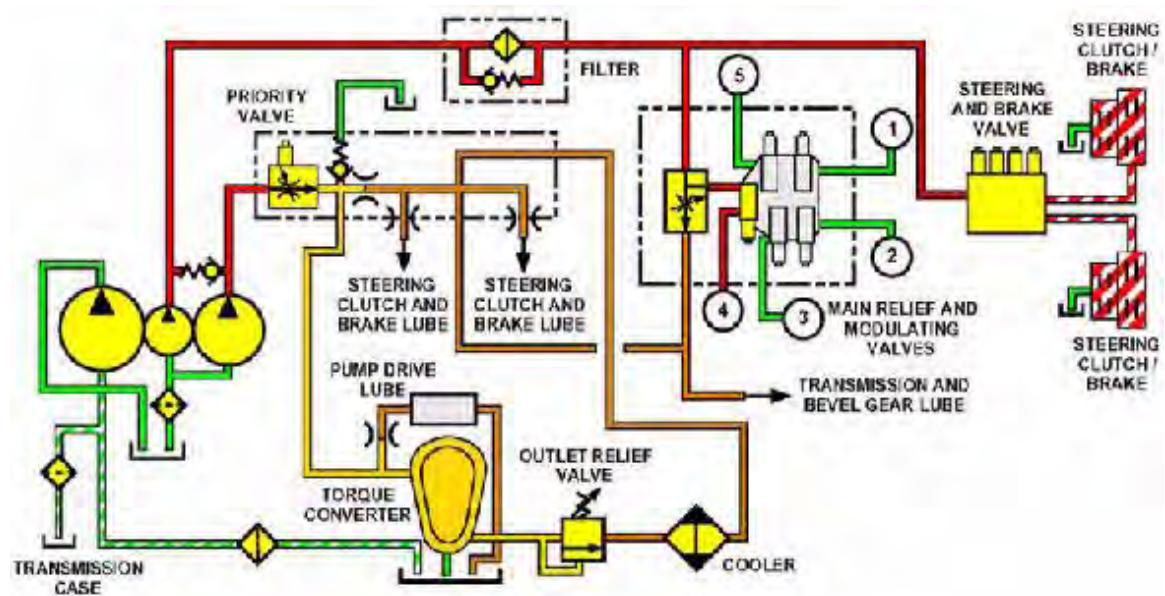 STEERING
CLUTCH /
BRAKE
FILTER
STEERING
AND BRAKE
VALVE
PRIORITY
VALVE
5
1
2
4
3
STEERING
CLUTCH AND
BRAKE LUBE
STEERING
CLUTCH AND
BRAKE LUBE
MAIN RELIEF AND
MODULATING
VALVES
STEERING
CLUTCH /
BRAKE
PUMP DRIVE
LUBE
TRANSMISSION AND
BEVEL GEAR LUBE
OUTLET RELIEF
VALVE
TORQUE
CONVERTER
TRANSMISSION
CASE
COOLER